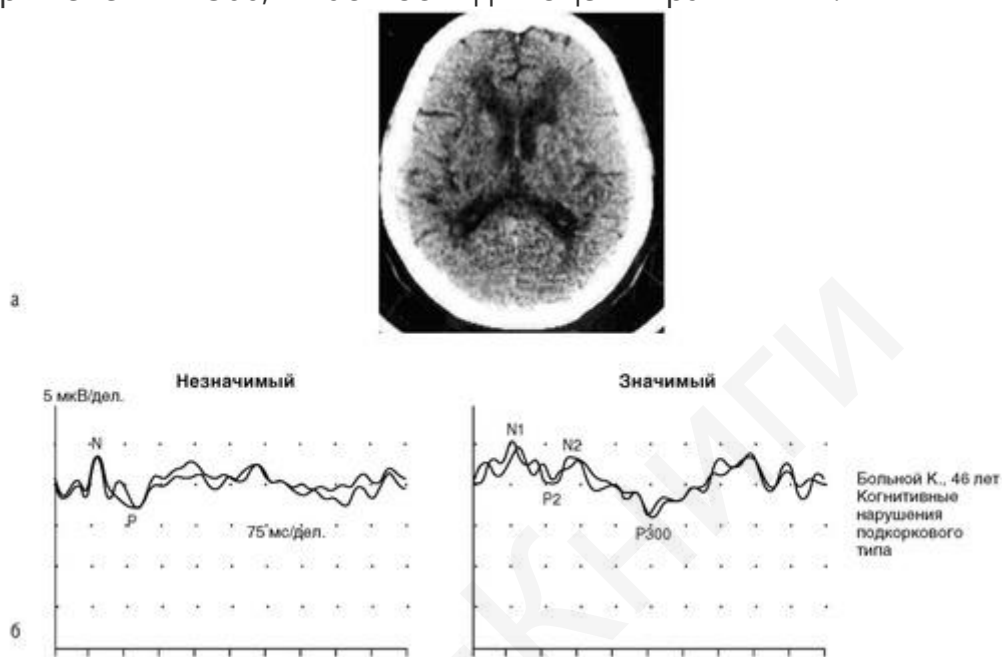 а
Незначимый
Значимый
5 мкВ/дел.
N
P
75 мс/дел.
N1
N2
P2
P300
Больной К., 46 лет
Когнитивные
нарушения
подкоркового
типа
б
КНИГИ